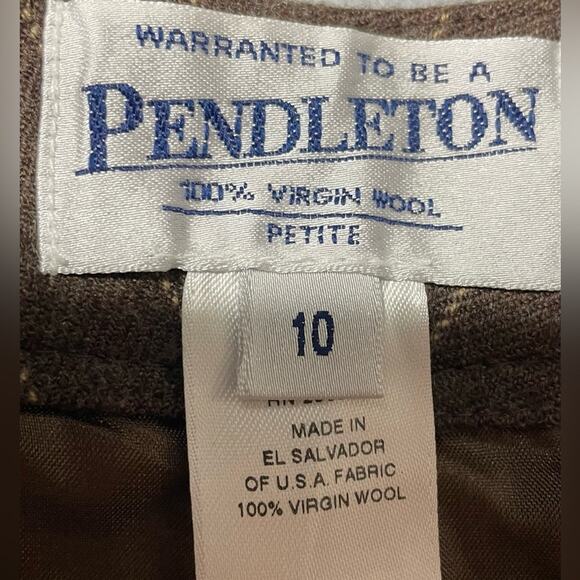 WARRANTED TO BE A
PENDLETON
100% VIRGIN WOOL
PETITE
10
MADE IN
EL SALVADOR
OF U.S.A. FABRIC
100% VIRGIN WOOL